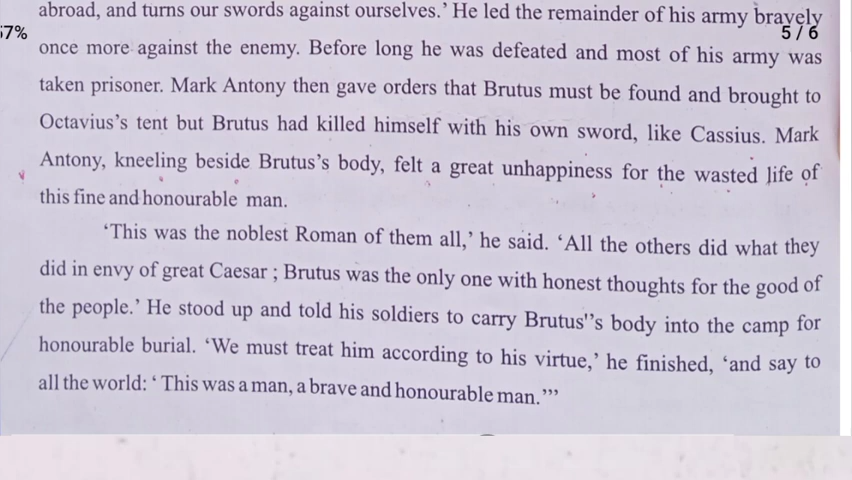 abroad, and turns our swords against ourselves.’ He led the remainder of his army bravely
57%
5 / 6
once more against the enemy. Before long he was defeated and most of his army was
taken prisoner. Mark Antony then gave orders that Brutus must be found and brought to
Octavius’s tent but Brutus had killed himself with his own sword, like Cassius. Mark
Antony, kneeling beside Brutus’s body, felt a great unhappiness for the wasted life of
this fine and honourable man.
‘This was the noblest Roman of them all,’ he said. ‘All the others did what they
did in envy of great Caesar ; Brutus was the only one with honest thoughts for the good of
the people.’ He stood up and told his soldiers to carry Brutus"s body into the camp for
honourable burial. ‘We must treat him according to his virtue,’ he finished, ‘and say to
all the world: ‘ This was a man, a brave and honourable man.’”